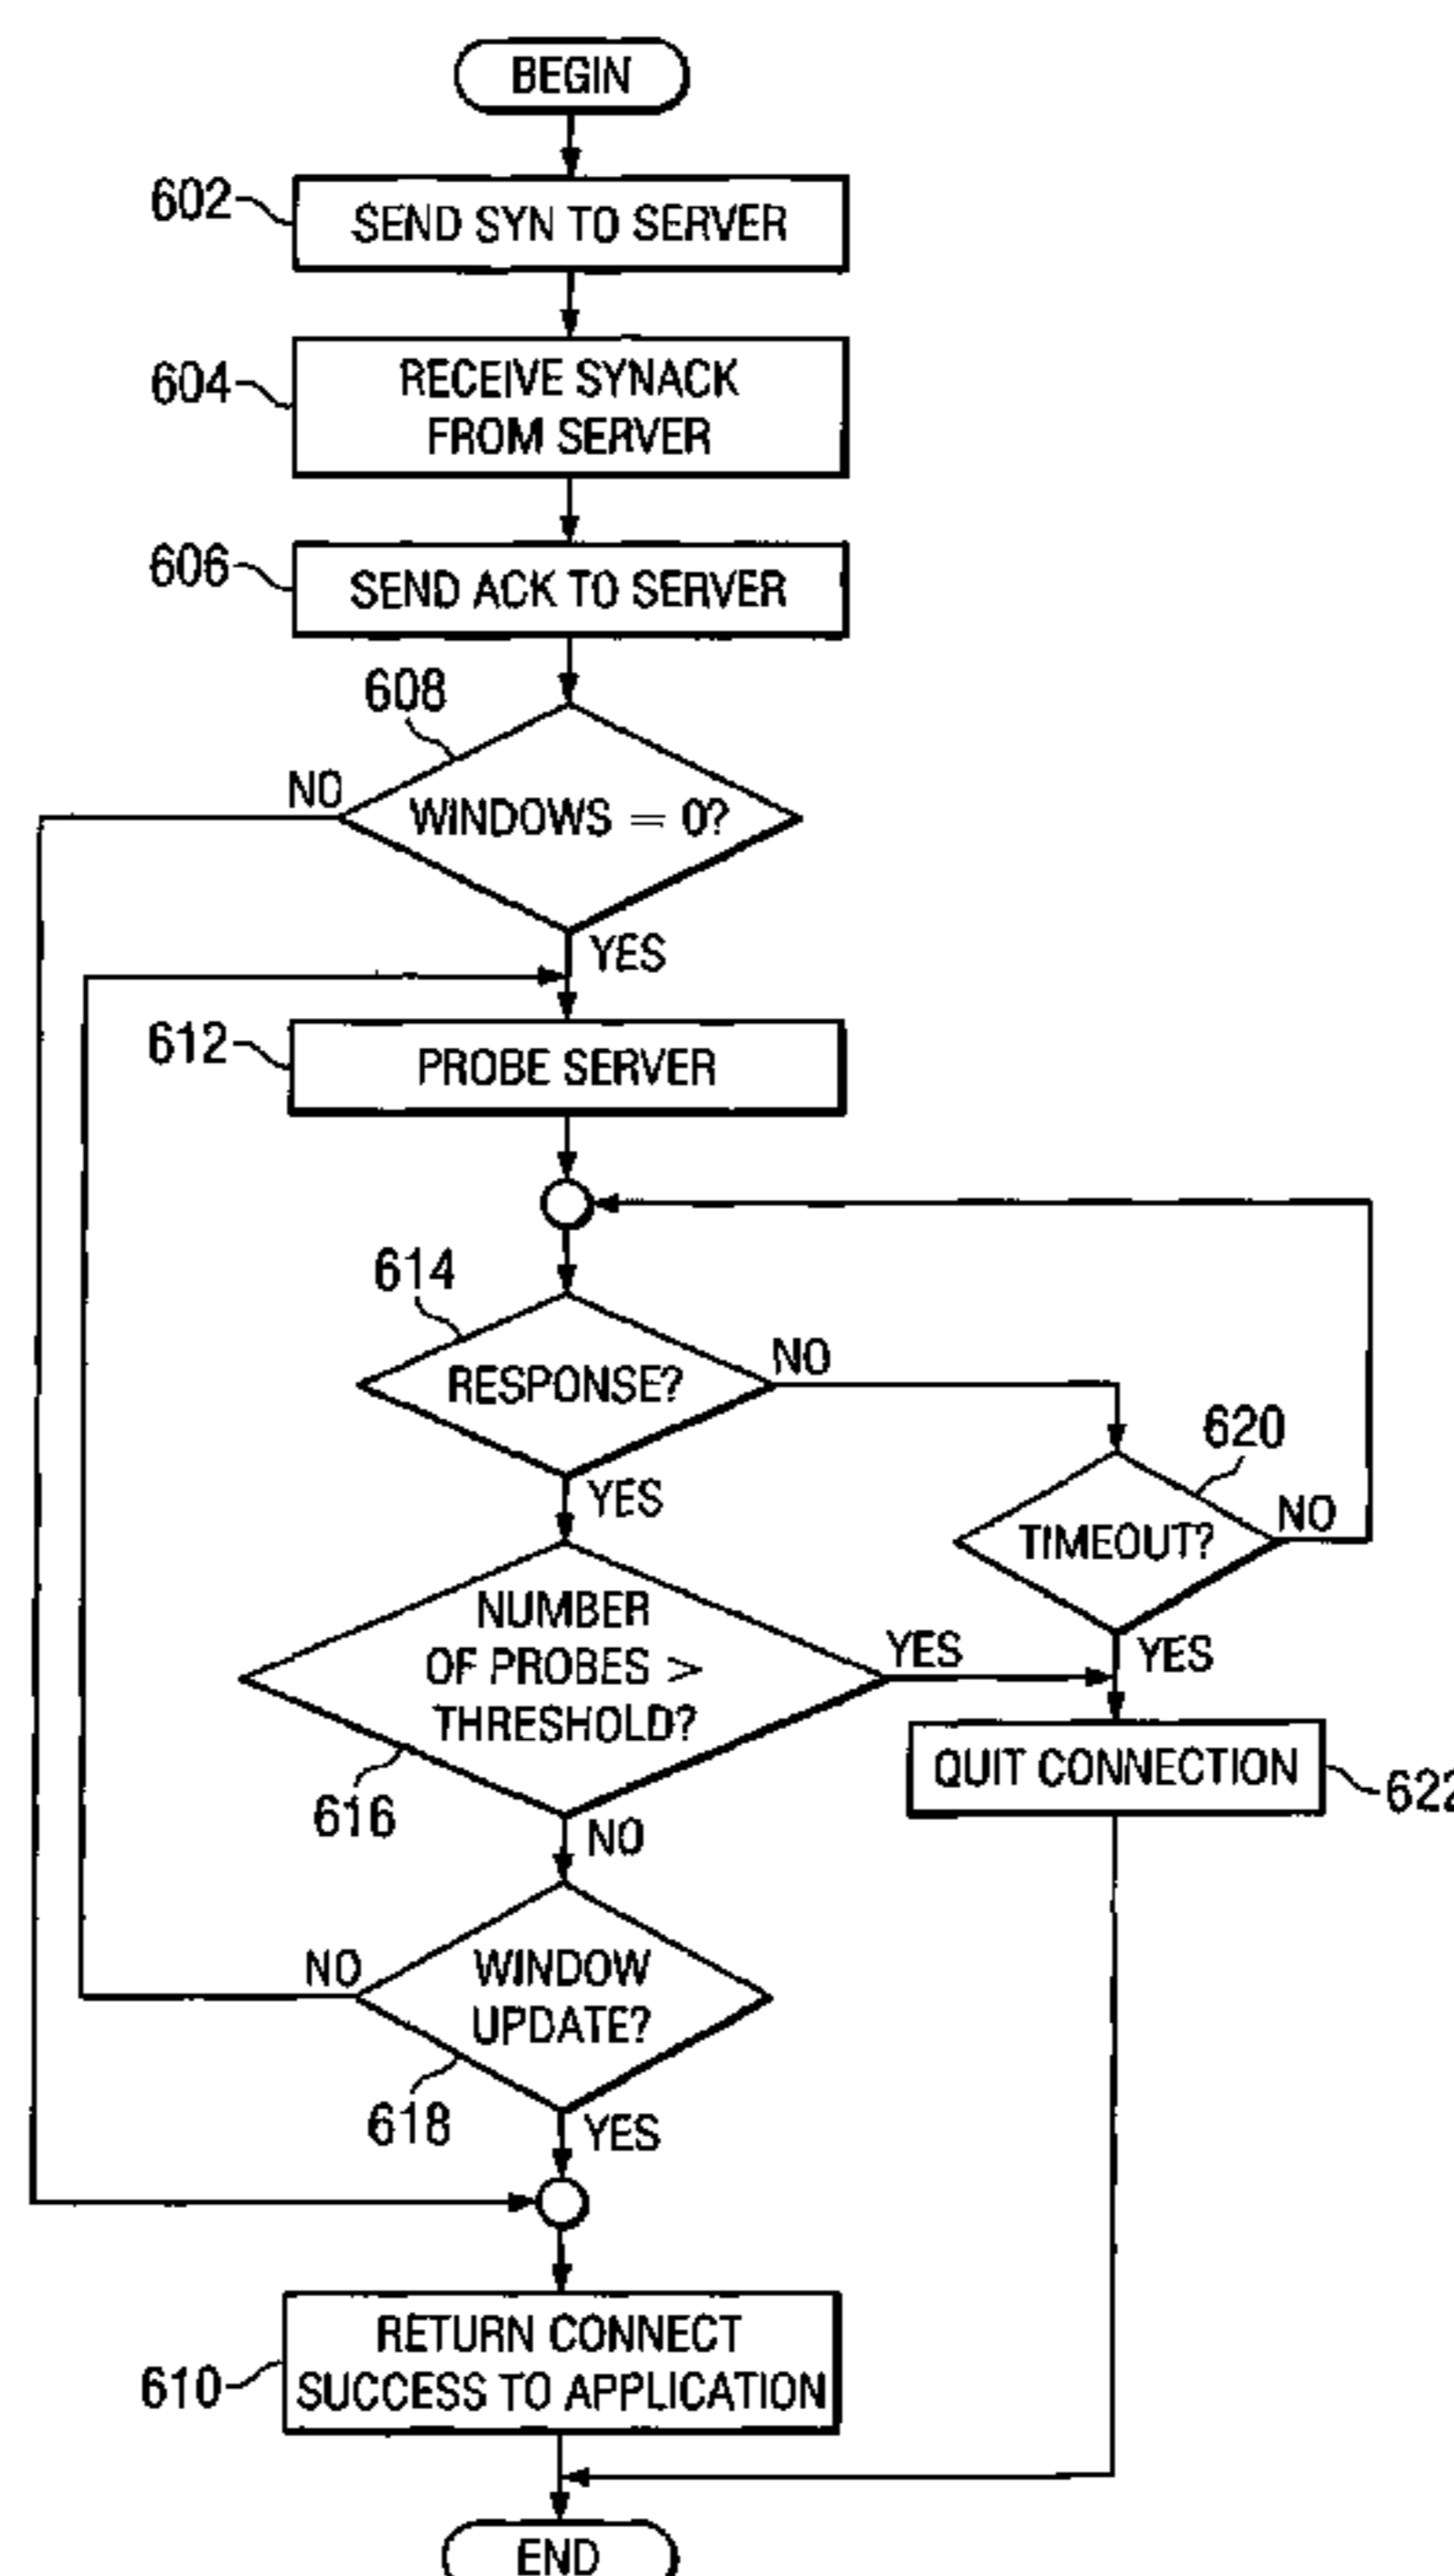 BEGIN
602
SEND SYN TO SERVER
604
RECEIVE SYNACK
FROM SERVER
606
SEND ACK TO SERVER
608
NO
WINDOWS = 0?
YES
612
PROBE SERVER
614
RESPONSE?
NO
YES
620
TIMEOUT?
NO
YES
NUMBER
OF PROBES >
THRESHOLD?
YES
616
NO
QUIT CONNECTION
622
NO
WINDOW
UPDATE?
618
YES
610
RETURN CONNECT
SUCCESS TO APPLICATION
END